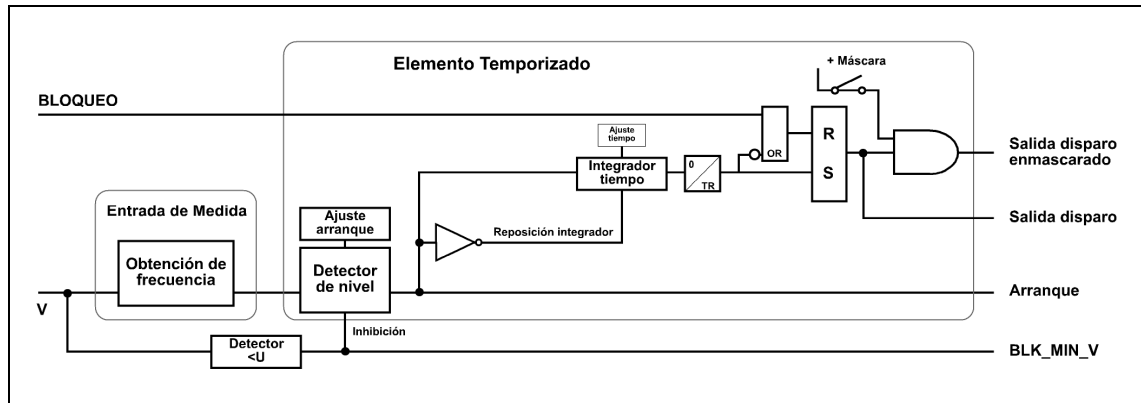 Elemento Temporizado
+ Máscara
BLOQUEO
Ajuste
tiempo
OR
R
S
Integrador
tiempo
0
TR
Salida disparo
enmascarado
Entrada de Medida
Ajuste
arranque
Reposición integrador
Salida disparo
Obtención de
frecuencia
Detector
de nivel
V
Arranque
Inhibición
Detector
<U
BLK_MIN_V